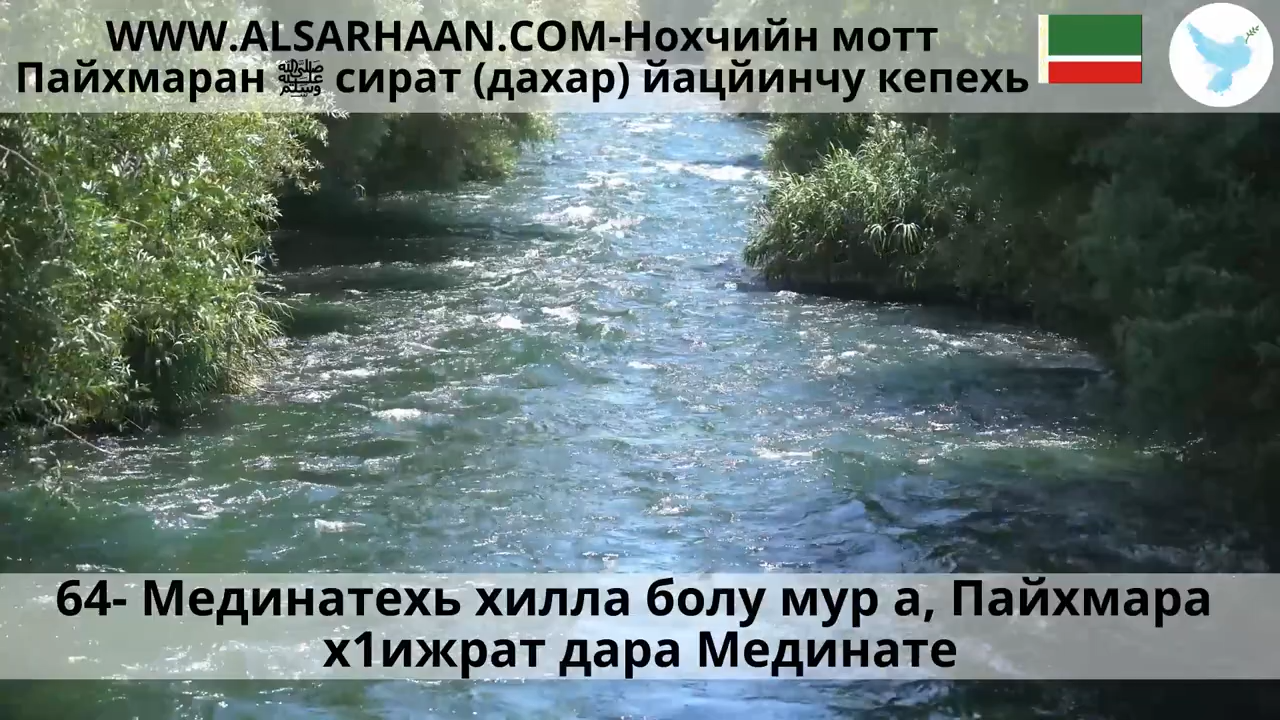 WWW.ALSARHAAN.COM-Нохчийн мотт
Пайхмаран ﷺ сират (дахар) йацйинчу кепехь
64- Мединатехь хилла болу мур а, Пайхмара
х1ижрат дара Мединате